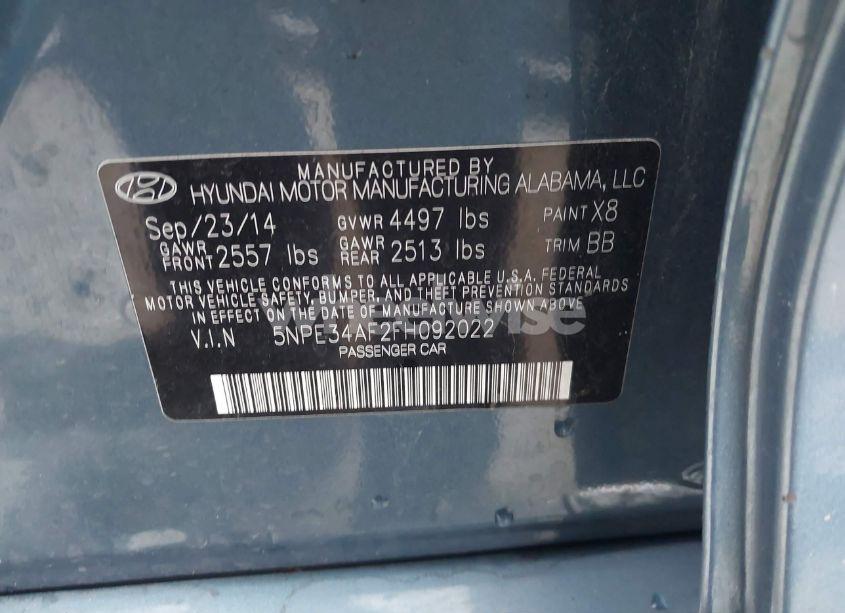 MANUFACTURED BY
HYUNDAI MOTOR MANUFACTURING ALABAMA, LLC
Sep/23/14 GVWR 4497 lbs PAINT X8
GAWR FRONT 2557 lbs GAWR REAR 2513 lbs TRIM BB
THIS VEHICLE CONFORMS TO ALL APPLICABLE U.S.A. FEDERAL
MOTOR VEHICLE SAFETY, BUMPER, AND THEFT PREVENTION STANDARDS
IN EFFECT ON THE DATE OF MANUFACTURE SHOWN ABOVE.
V.I.N 5NPE34AF2FH092022
PASSENGER CAR